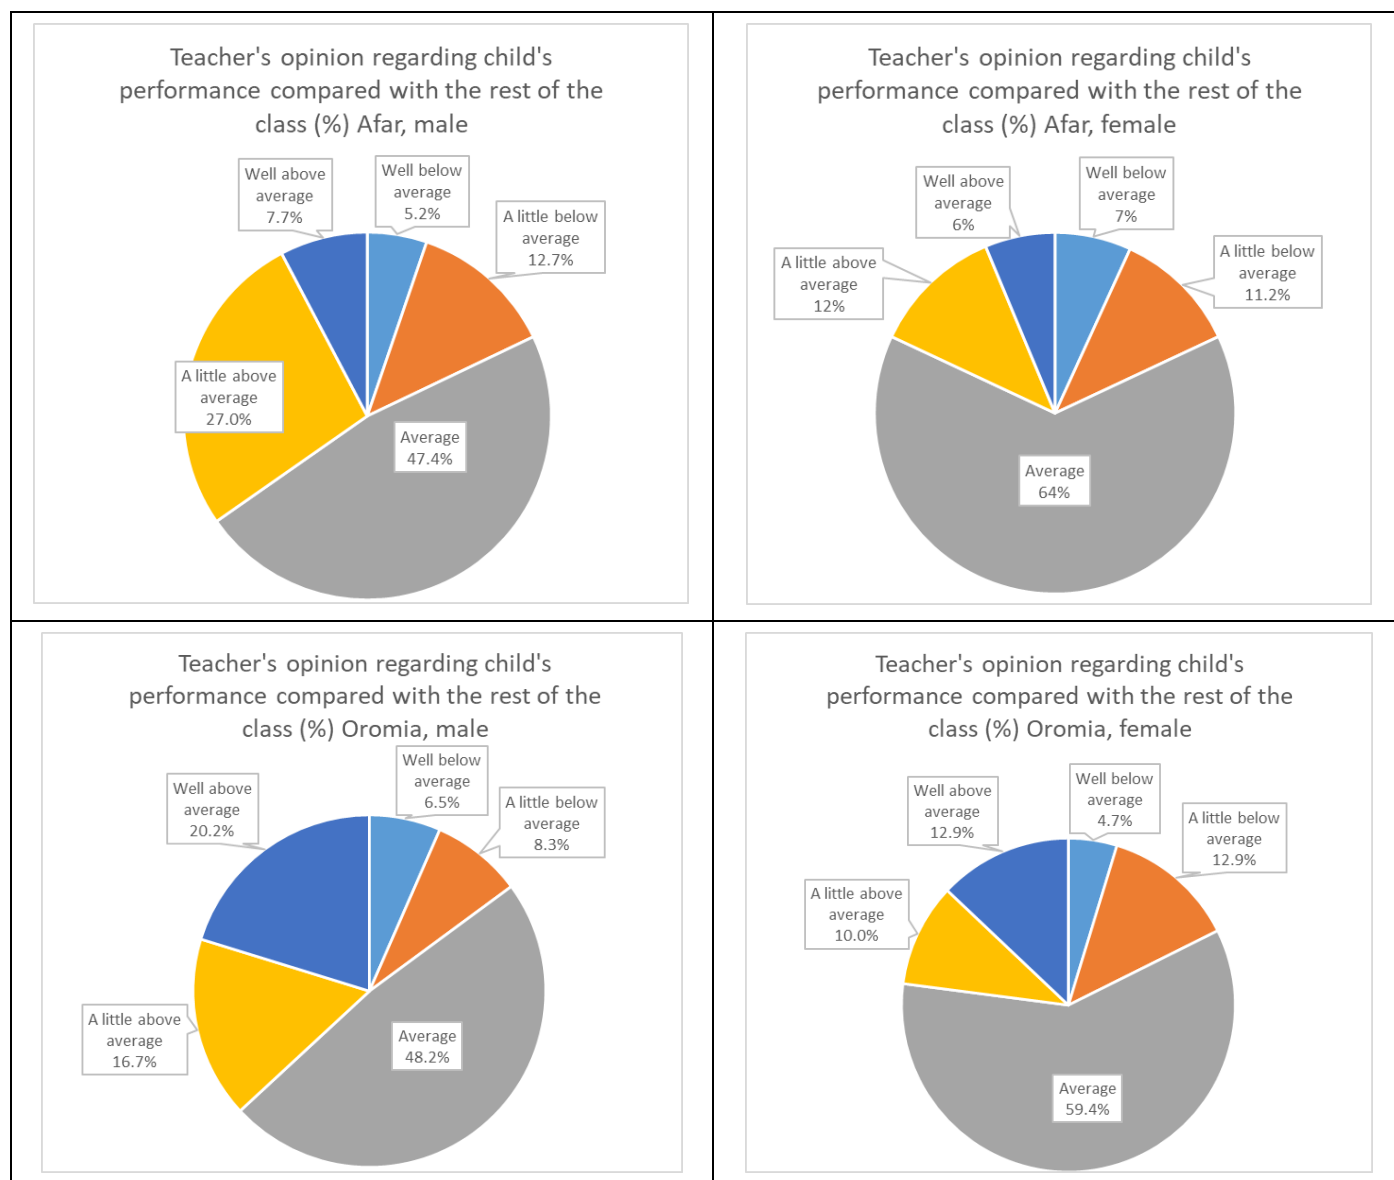 Teacher's opinion regarding child's
performance compared with the rest of the
class (%) Afar, male
Well above
average
7.7%
Well below
average
5.2%
A little below
average
12.7%
A little above
average
27.0%
Average
47.4%
Teacher's opinion regarding child's
performance compared with the rest of the
class (%) Afar, female
Well above
average
6%
Well below
average
7%
A little below
average
11.2%
A little above
average
12%
Average
64%
Teacher's opinion regarding child's
performance compared with the rest of the
class (%) Oromia, male
Well above
average
20.2%
Well below
average
6.5%
A little below
average
8.3%
A little above
average
16.7%
Average
48.2%
Teacher's opinion regarding child's
performance compared with the rest of the
class (%) Oromia, female
Well above
average
12.9%
Well below
average
4.7%
A little below
average
12.9%
A little above
average
10.0%
Average
59.4%